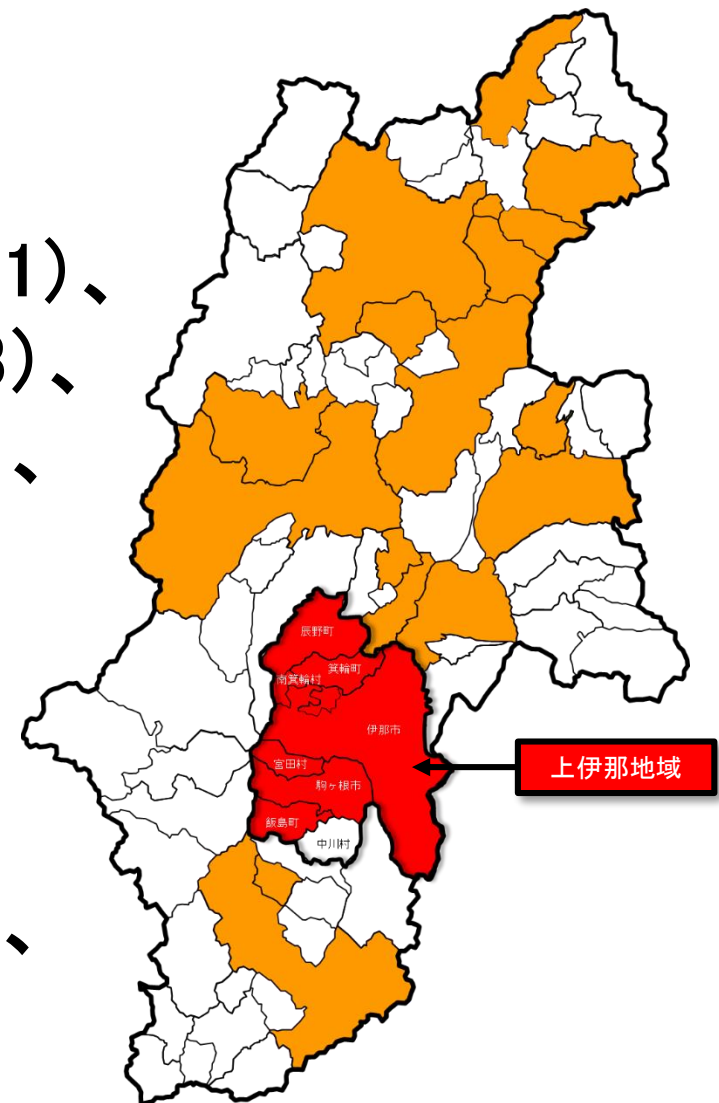 1)、
3)、
、
辰野町
箕輪町
南箕輪村
伊那市
宮田村
上伊那地域
駒ヶ根市
飯島町
中川村
、